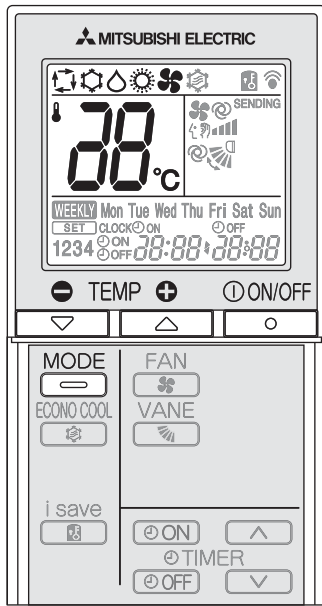 MITSUBISHI ELECTRIC
SENDING
88°C
WEEKLY Mon Tue Wed Thu Fri Sat Sun
SET CLOCK ON OFF
1234 ON OFF 88:88 88:88
TEMP ON/OFF
MODE FAN
ECONO COOL VANE
i save
ON
TIMER
OFF